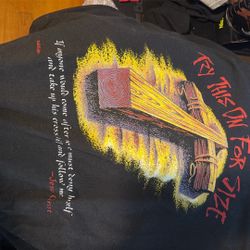 TRY THIS ON FOR SIZE
If anyone would come after me must deny himself
and take up his cross and follow me
-Jesus Christ